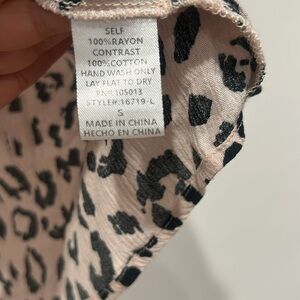 SELF
100%RAYON
CONTRAST
100%COTTON
HAND WASH ONLY
LAY FLAT TO DRY
RN#:105013
STYLE#:16719-L
S
MADE IN CHINA
HECHO EN CHINA